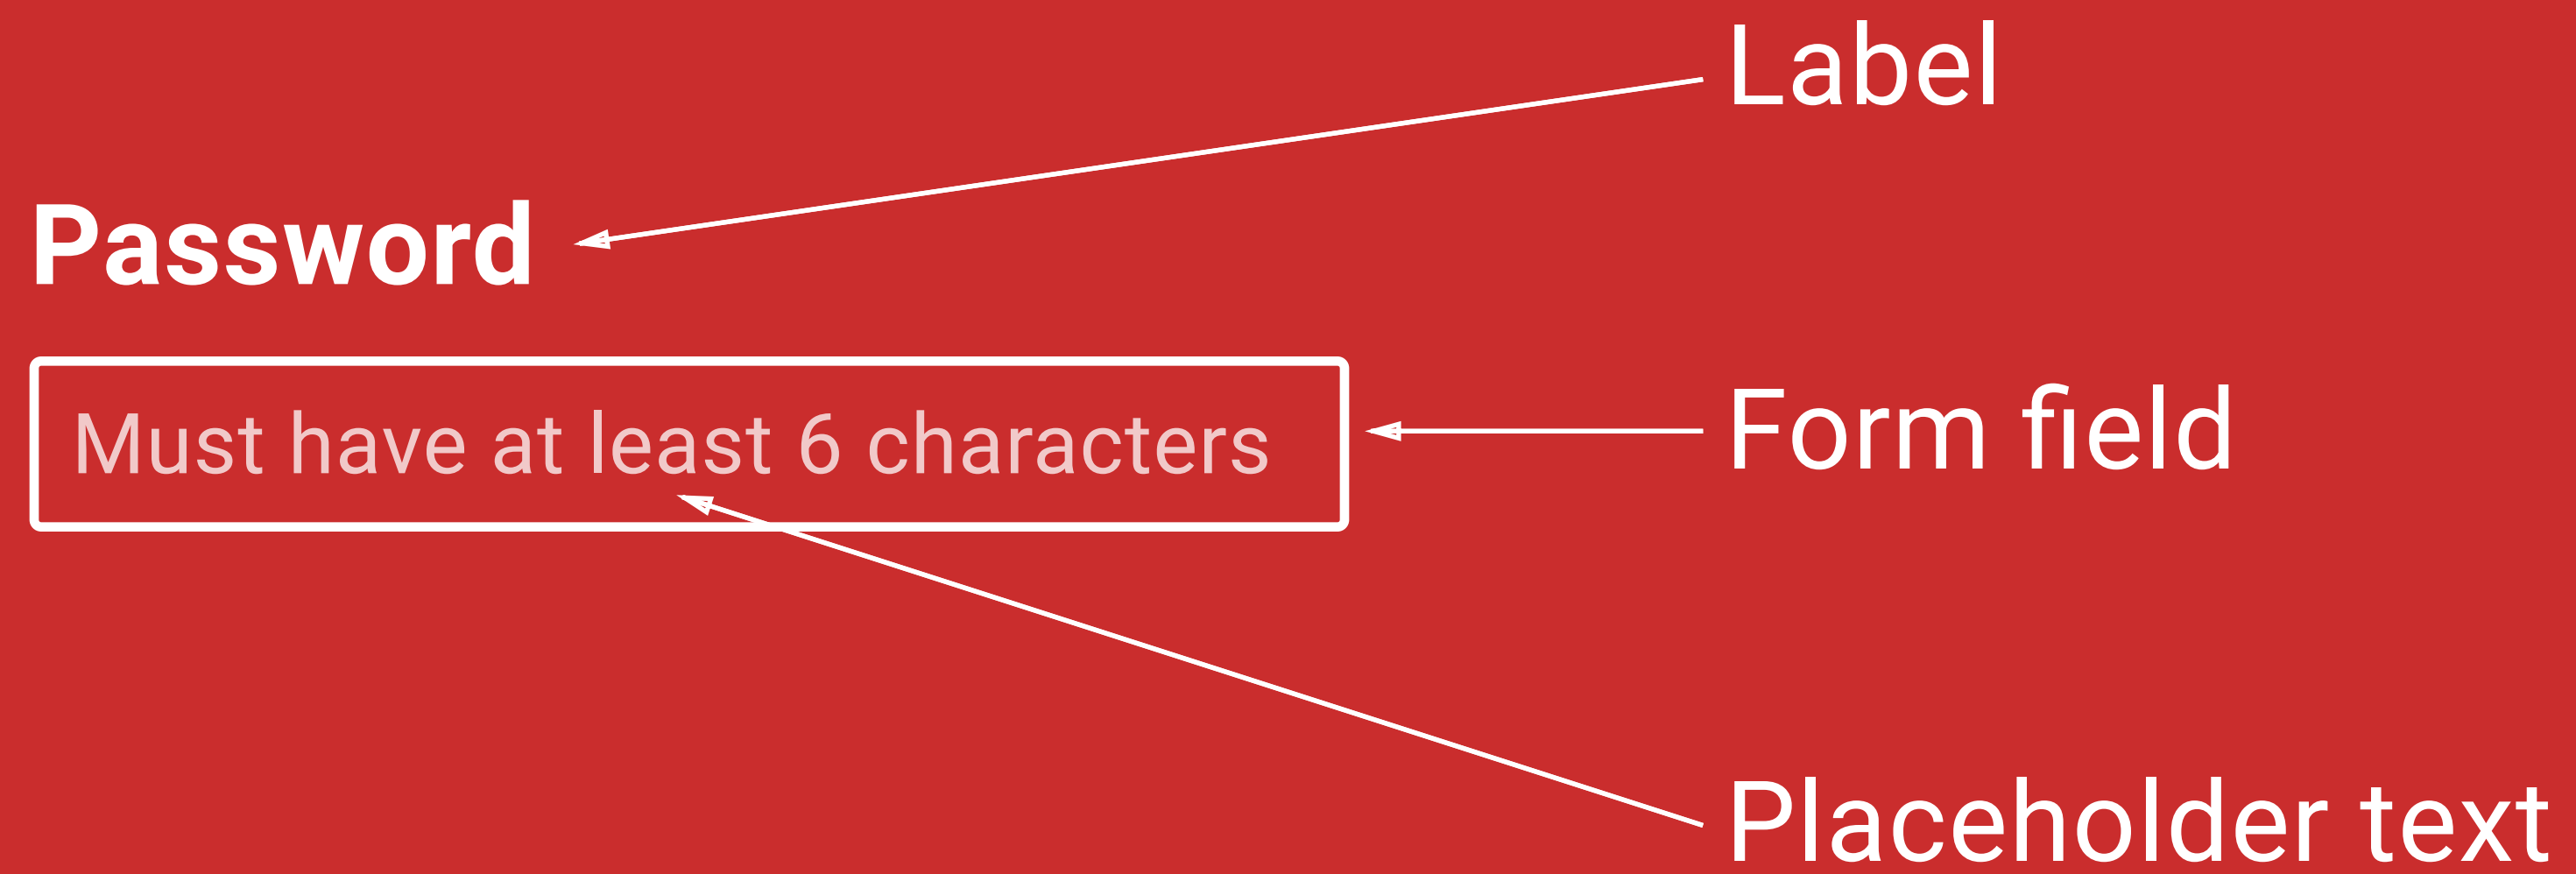 Label
Password
Must have at least 6 characters
Form field
Placeholder text